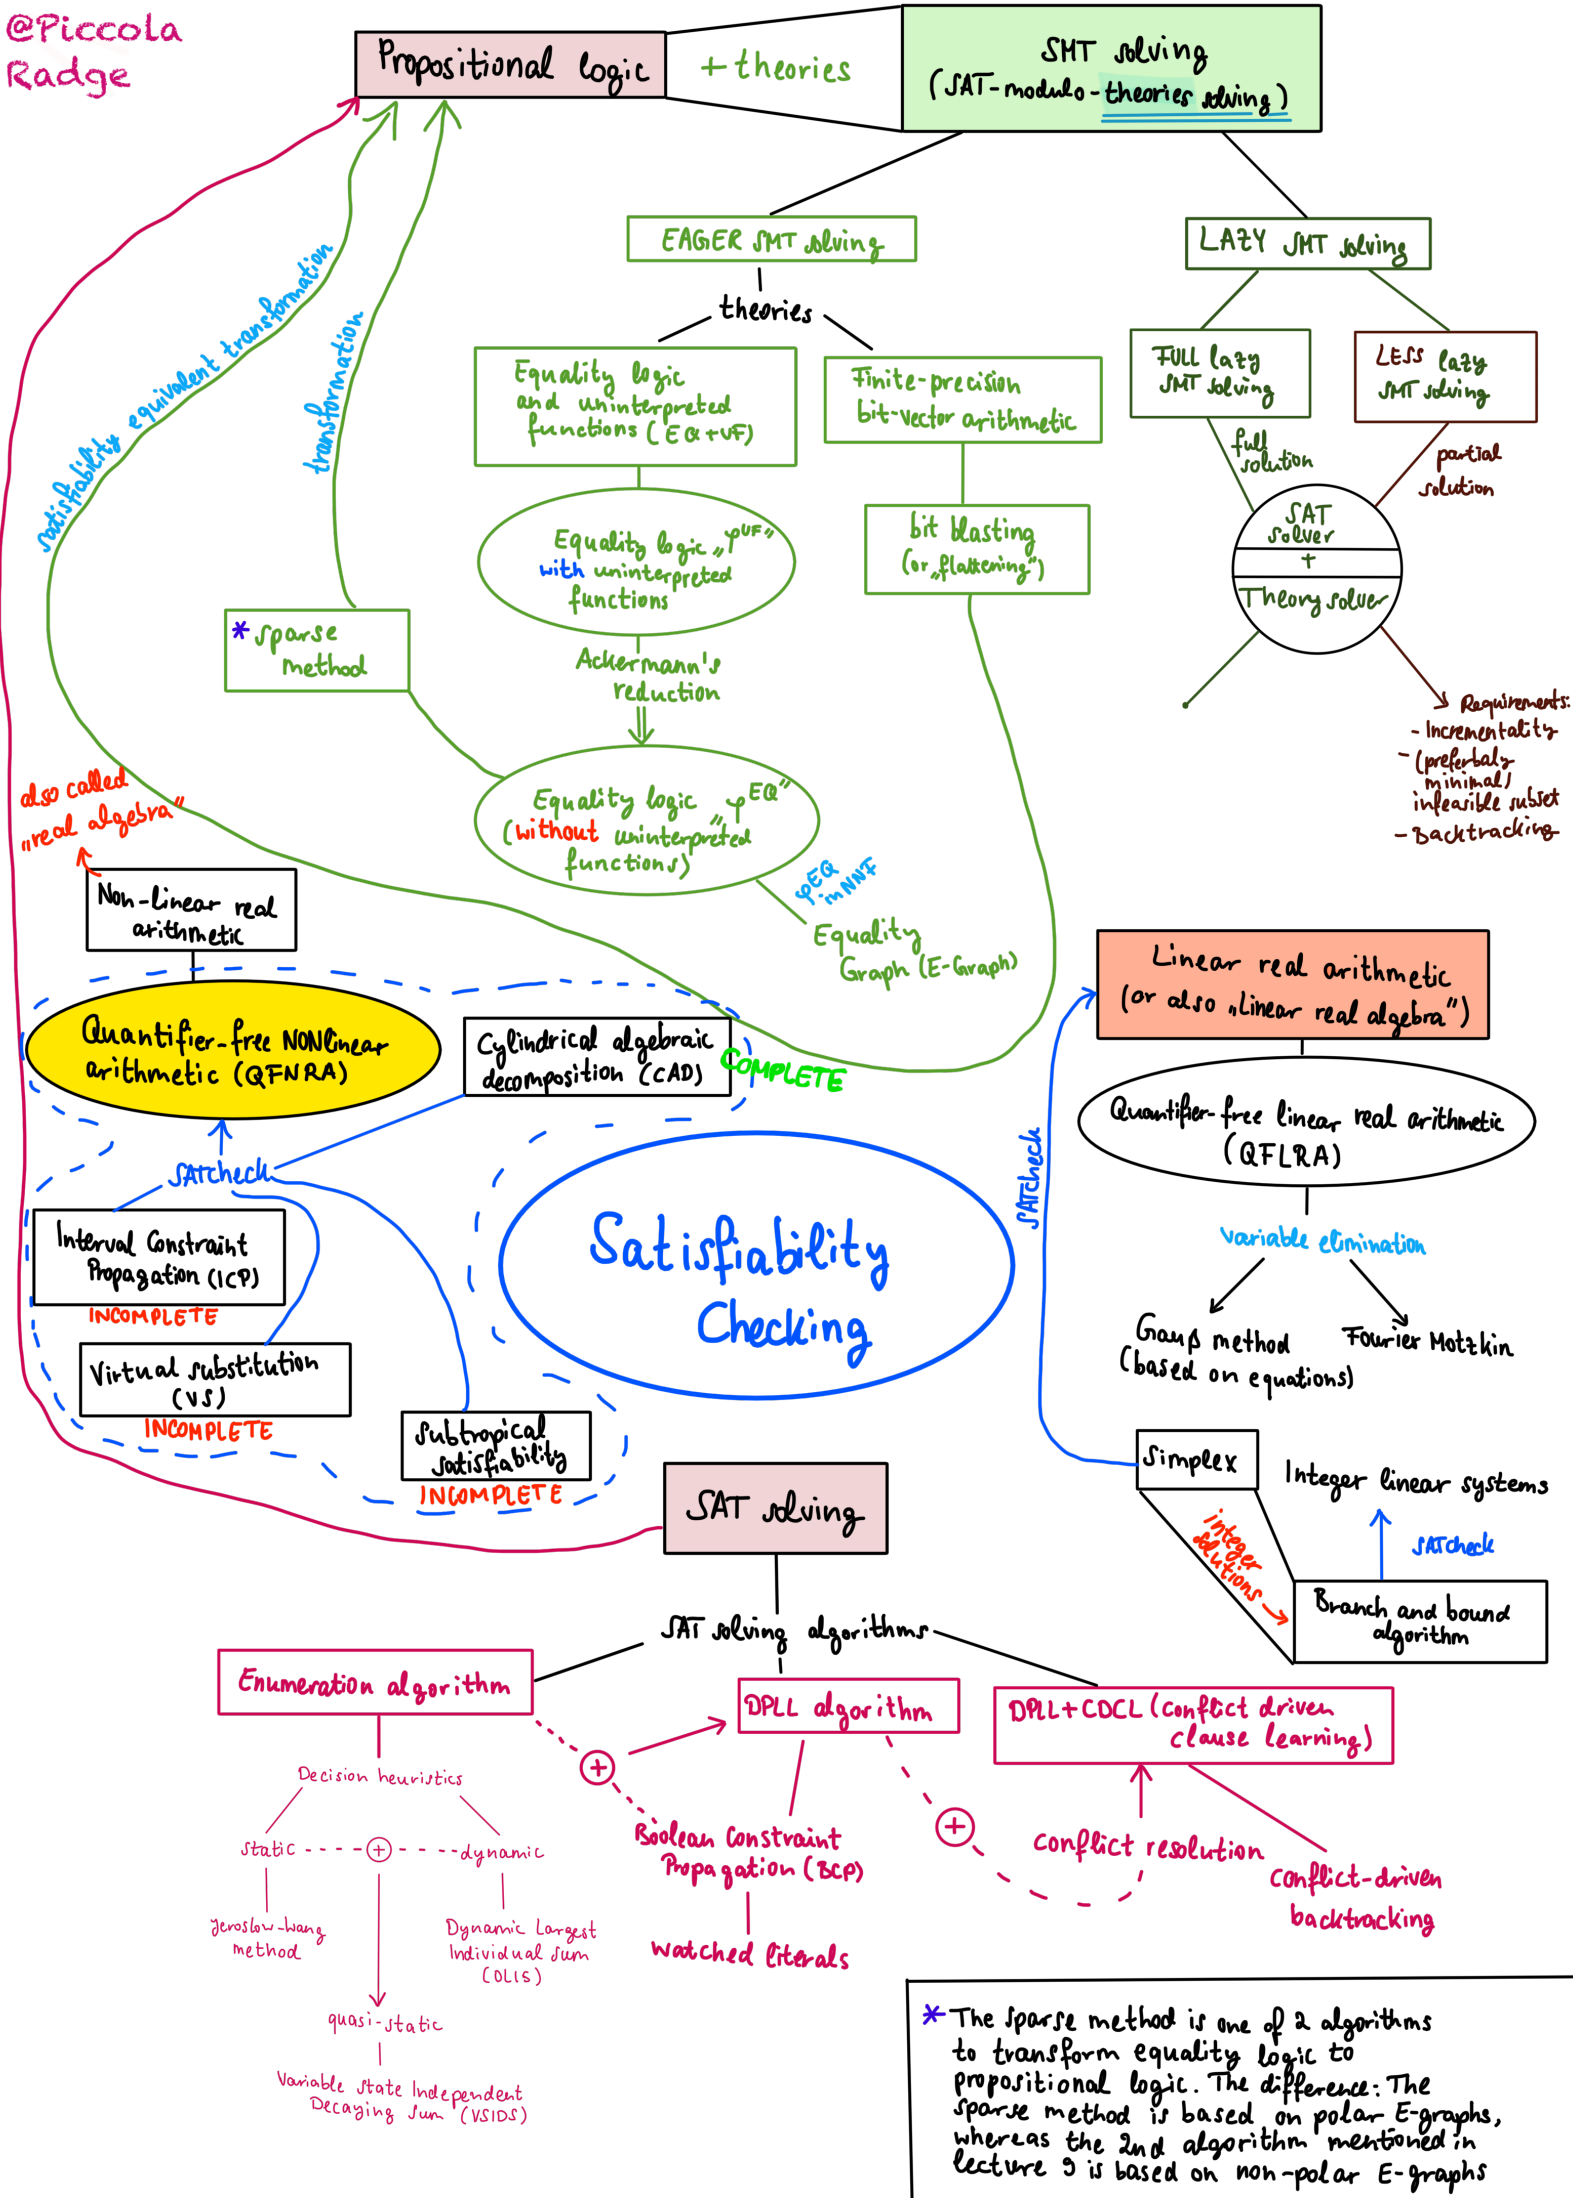 @Piccola
Radge
Propositional logic
+ theories
SMT solving
(SAT-modulo-theories solving)
EAGER SMT solving
LAZY SMT solving
theories
Equality logic
and uninterpreted
functions (EQ+UF)
Finite-precision
bit-vector arithmetic
FULL lazy
SMT solving
LESS lazy
SMT solving
full
solution
partial
solution
satisfiability equivalent transformation
transformation
Equality logic „φUF"
with uninterpreted
functions
bit blasting
(or „flattening")
SAT
solver
+
Theory solver
* sparse
method
Ackermann's
reduction
Requirements:
- Incrementality
- (preferbaly
minimal)
infeasible subset
- Backtracking
also called
„real algebra"
Equality logic „φEQ"
(without uninterpreted
functions)
φEQ
in NNF
Equality
Graph (E-Graph)
Non-linear real
arithmetic
Linear real arithmetic
(or also „Linear real algebra")
Quantifier-free NONlinear
arithmetic (QFNRA)
Cylindrical algebraic
decomposition (CAD)
COMPLETE
Quantifier-free linear real arithmetic
(QFLRA)
SATcheck
SATcheck
Interval Constraint
Propagation (ICP)
INCOMPLETE
Satisfiability
Checking
variable elimination
Gauß method
(based on equations)
Fourier Motzkin
Virtual substitution
(VS)
INCOMPLETE
Subtropical
satisfiability
INCOMPLETE
Simplex
Integer linear systems
SATcheck
integer
solutions
Branch and bound
algorithm
SAT solving
SAT solving algorithms
Enumeration algorithm
DPLL algorithm
DPLL+CDCL (conflict driven
clause learning)
+
Decision heuristics
static
+
dynamic
Boolean Constraint
Propagation (BCP)
+
conflict resolution
conflict-driven
backtracking
Jeroslow-Wang
method
Dynamic Largest
Individual Sum
(DLIS)
watched literals
quasi-static
Variable State Independent
Decaying Sum (VSIDS)
* The sparse method is one of 2 algorithms
to transform equality logic to
propositional logic. The difference: The
sparse method is based on polar E-graphs,
whereas the 2nd algorithm mentioned in
lecture 9 is based on non-polar E-graphs